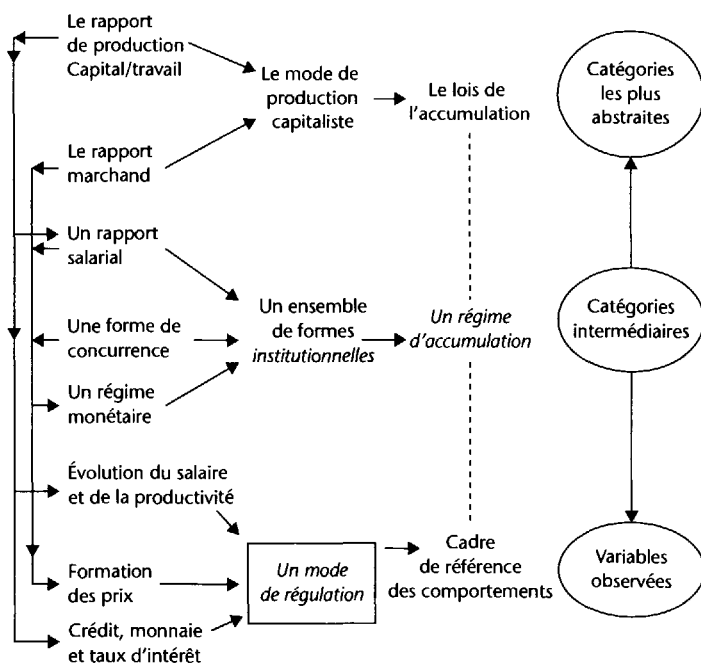 Le rapport
de production
Capital/travail
Le mode de
production
capitaliste
Le lois de
l'accumulation
Catégories
les plus
abstraites
Le rapport
marchand
Un rapport
salarial
Une forme de
concurrence
Un régime
monétaire
Un ensemble
de formes
institutionnelles
Un régime
d'accumulation
Catégories
intermédiaires
Évolution du salaire
et de la productivité
Formation
des prix
Crédit, monnaie
et taux d'intérêt
Un mode
de régulation
Cadre
de référence
des comportements
Variables
observées